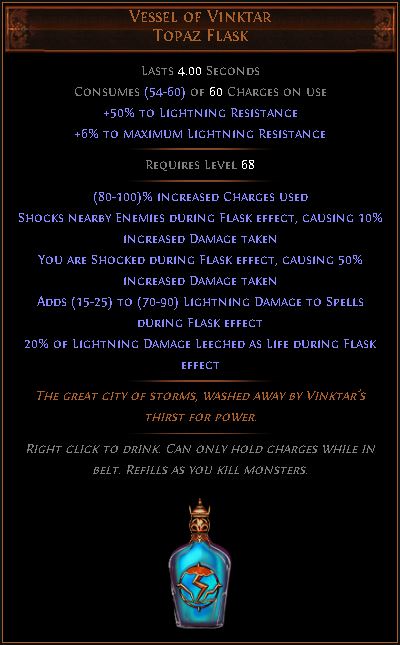 Vessel of Vinktar
Topaz Flask
Lasts 4.00 Seconds
Consumes (54-60) of 60 Charges on use
+50% to Lightning Resistance
+6% to maximum Lightning Resistance
Requires Level 68
(80-100)% increased Charges used
Shocks nearby Enemies during Flask effect, causing 10%
increased Damage taken
You are Shocked during Flask effect, causing 50%
increased Damage taken
Adds (15-25) to (70-90) Lightning Damage to Spells
during Flask effect
20% of Lightning Damage Leeched as Life during Flask
effect
The great city of storms, washed away by Vinktar's
thirst for power.
Right click to drink. Can only hold charges while in
belt. Refills as you kill monsters.